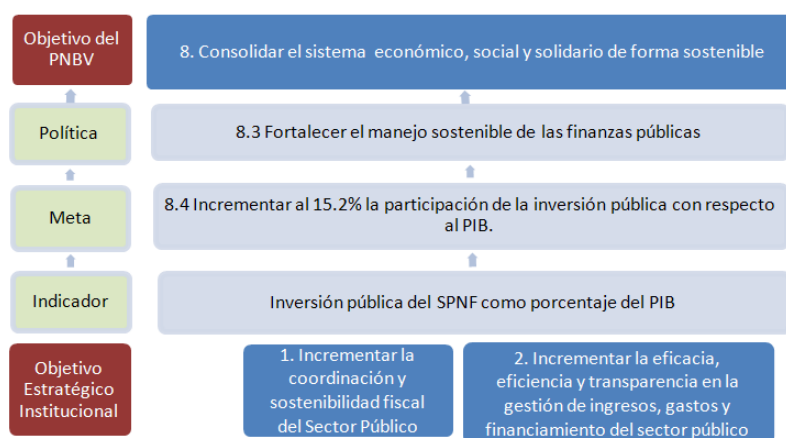 Objetivo del
PNBV
8. Consolidar el sistema económico, social y solidario de forma sostenible
Política
8.3 Fortalecer el manejo sostenible de las finanzas públicas
Meta
8.4 Incrementar al 15.2% la participación de la inversión pública con respecto
al PIB.
Indicador
Inversión pública del SPNF como porcentaje del PIB
Objetivo
Estratégico
Institucional
1. Incrementar la
coordinación y
sostenibilidad fiscal
del Sector Público
2. Incrementar la eficacia,
eficiencia y transparencia en la
gestión de ingresos, gastos y
financiamiento del sector público